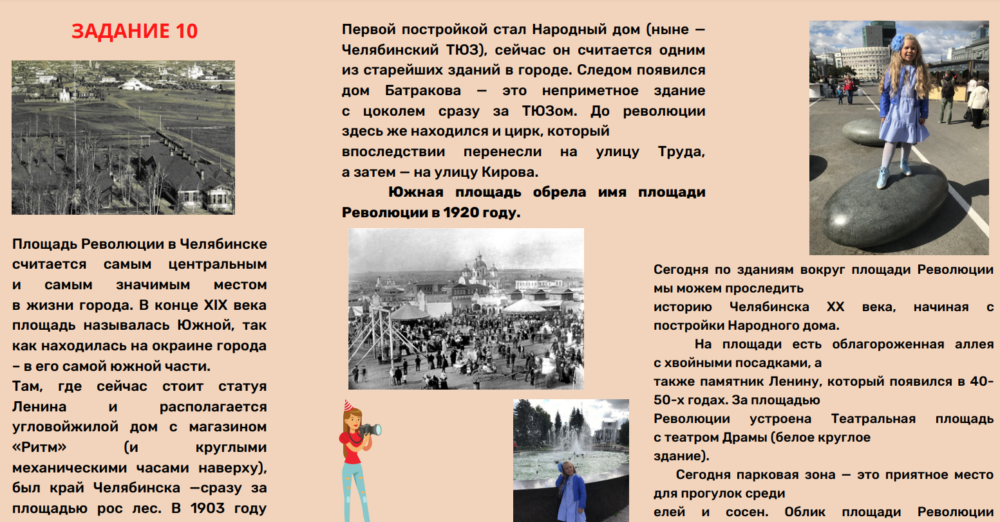 ЗАДАНИЕ 10
Площадь Революции в Челябинске
считается самым центральным
и самым значимым местом
в жизни города. В конце XIX века
площадь называлась Южной, так
как находилась на окраине города
– в его самой южной части.
Там, где сейчас стоит статуя
Ленина и располагается
угловойжилой дом с магазином
«Ритм» (и круглыми
механическими часами наверху),
был край Челябинска —сразу за
площадью рос лес. В 1903 году
Первой постройкой стал Народный дом (ныне —
Челябинский ТЮЗ), сейчас он считается одним
из старейших зданий в городе. Следом появился
дом Батракова — это неприметное здание
с цоколем сразу за ТЮЗом. До революции
здесь же находился и цирк, который
впоследствии перенесли на улицу Труда,
а затем — на улицу Кирова.
Южная площадь обрела имя площади
Революции в 1920 году.
Сегодня по зданиям вокруг площади Революции
мы можем проследить
историю Челябинска XX века, начиная с
постройки Народного дома.
На площади есть облагороженная аллея
с хвойными посадками, а
также памятник Ленину, который появился в 40-
50-х годах. За площадью
Революции устроена Театральная площадь
с театром Драмы (белое круглое
здание).
Сегодня парковая зона — это приятное место
для прогулок среди
елей и сосен. Облик площади Революции